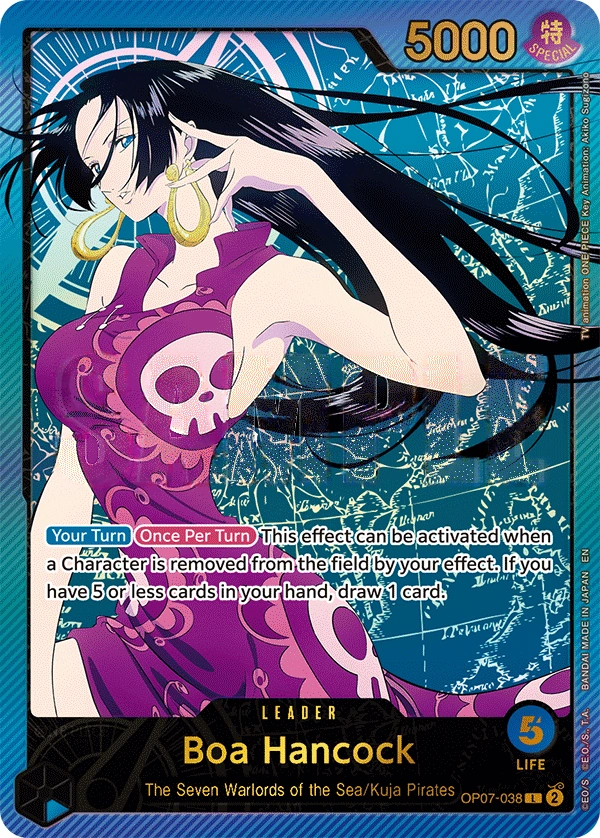 5000
特
SPECIAL
TV animation ONE PIECE Key Animation: Akiko Sugizono
SAMPLE
Your Turn Once Per Turn This effect can be activated when
a Character is removed from the field by your effect. If you
have 5 or less cards in your hand, draw 1 card.
LEADER
Boa Hancock
The Seven Warlords of the Sea/Kuja Pirates
5
LIFE
OP07-038 L 2
©E.O/S ©E.O./S., T.A. BANDAI MADE IN JAPAN EN